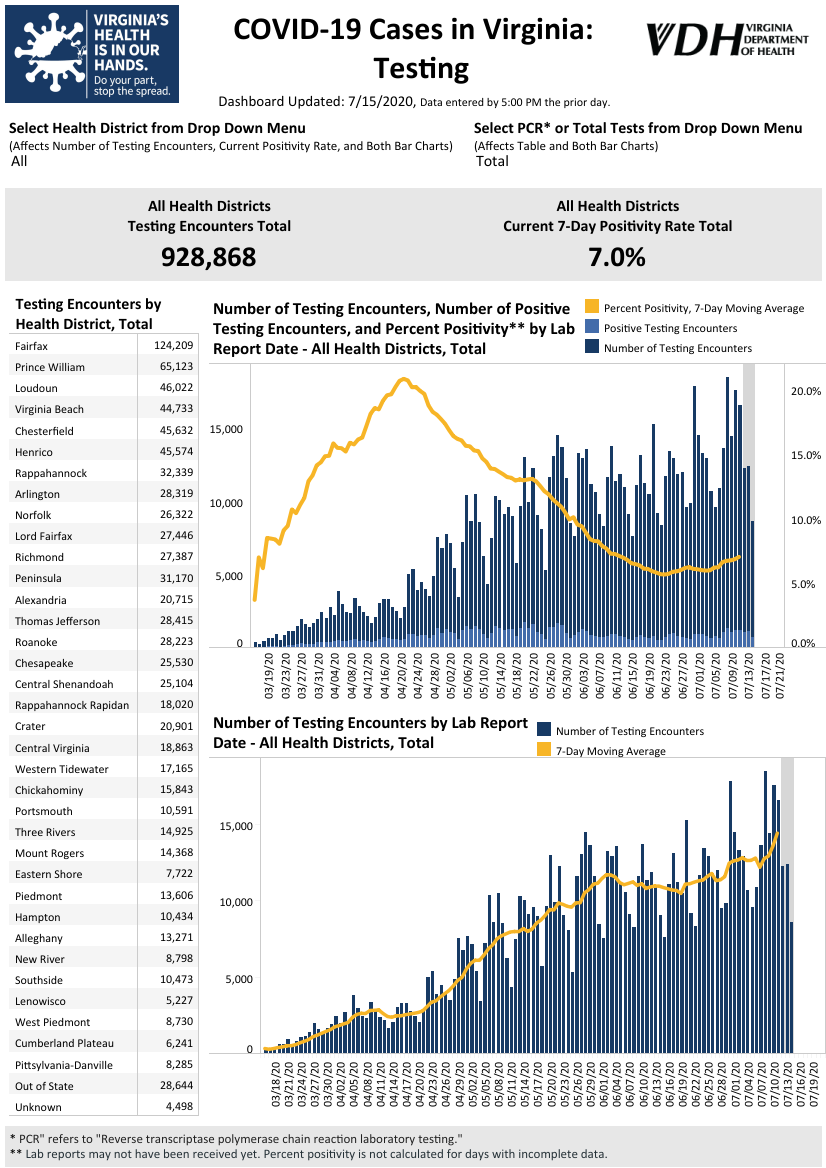 VIRGINIA'S
HEALTH
IS IN OUR
HANDS.
Do your part,
stop the spread.
COVID-19 Cases in Virginia:
Testing
VDH VIRGINIA
DEPARTMENT
OF HEALTH
Dashboard Updated: 7/15/2020, Data entered by 5:00 PM the prior day.
Select Health District from Drop Down Menu
(Affects Number of Testing Encounters, Current Positivity Rate, and Both Bar Charts)
All
Select PCR* or Total Tests from Drop Down Menu
(Affects Table and Both Bar Charts)
Total
All Health Districts
Testing Encounters Total
928,868
All Health Districts
Current 7-Day Positivity Rate Total
7.0%
Testing Encounters by
Health District, Total
Fairfax 124,209
Prince William 65,123
Loudoun 46,022
Virginia Beach 44,733
Chesterfield 45,632
Henrico 45,574
Rappahannock 32,339
Arlington 28,319
Norfolk 26,322
Lord Fairfax 27,446
Richmond 27,387
Peninsula 31,170
Alexandria 20,715
Thomas Jefferson 28,415
Roanoke 28,223
Chesapeake 25,530
Central Shenandoah 25,104
Rappahannock Rapidan 18,020
Crater 20,901
Central Virginia 18,863
Western Tidewater 17,165
Chickahominy 15,843
Portsmouth 10,591
Three Rivers 14,925
Mount Rogers 14,368
Eastern Shore 7,722
Piedmont 13,606
Hampton 10,434
Alleghany 13,271
New River 8,798
Southside 10,473
Lenowisco 5,227
West Piedmont 8,730
Cumberland Plateau 6,241
Pittsylvania-Danville 8,285
Out of State 28,644
Unknown 4,498
Number of Testing Encounters, Number of Positive
Testing Encounters, and Percent Positivity** by Lab
Report Date - All Health Districts, Total
Percent Positivity, 7-Day Moving Average
Positive Testing Encounters
Number of Testing Encounters
15,000
10,000
5,000
0
20.0%
15.0%
10.0%
5.0%
0.0%
03/19/20
03/23/20
03/27/20
03/31/20
04/04/20
04/08/20
04/12/20
04/16/20
04/20/20
04/24/20
04/28/20
05/02/20
05/06/20
05/10/20
05/14/20
05/18/20
05/22/20
05/26/20
05/30/20
06/03/20
06/07/20
06/11/20
06/15/20
06/19/20
06/23/20
06/27/20
07/01/20
07/05/20
07/09/20
07/13/20
07/17/20
07/21/20
Number of Testing Encounters by Lab Report
Date - All Health Districts, Total
Number of Testing Encounters
7-Day Moving Average
15,000
10,000
5,000
0
03/18/20
03/21/20
03/24/20
03/27/20
03/30/20
04/02/20
04/05/20
04/08/20
04/11/20
04/14/20
04/17/20
04/20/20
04/23/20
04/26/20
04/29/20
05/02/20
05/05/20
05/08/20
05/11/20
05/14/20
05/17/20
05/20/20
05/23/20
05/26/20
05/29/20
06/01/20
06/04/20
06/07/20
06/10/20
06/13/20
06/16/20
06/19/20
06/22/20
06/25/20
06/28/20
07/01/20
07/04/20
07/07/20
07/10/20
07/13/20
07/16/20
07/19/20
* PCR" refers to "Reverse transcriptase polymerase chain reaction laboratory testing."
** Lab reports may not have been received yet. Percent positivity is not calculated for days with incomplete data.